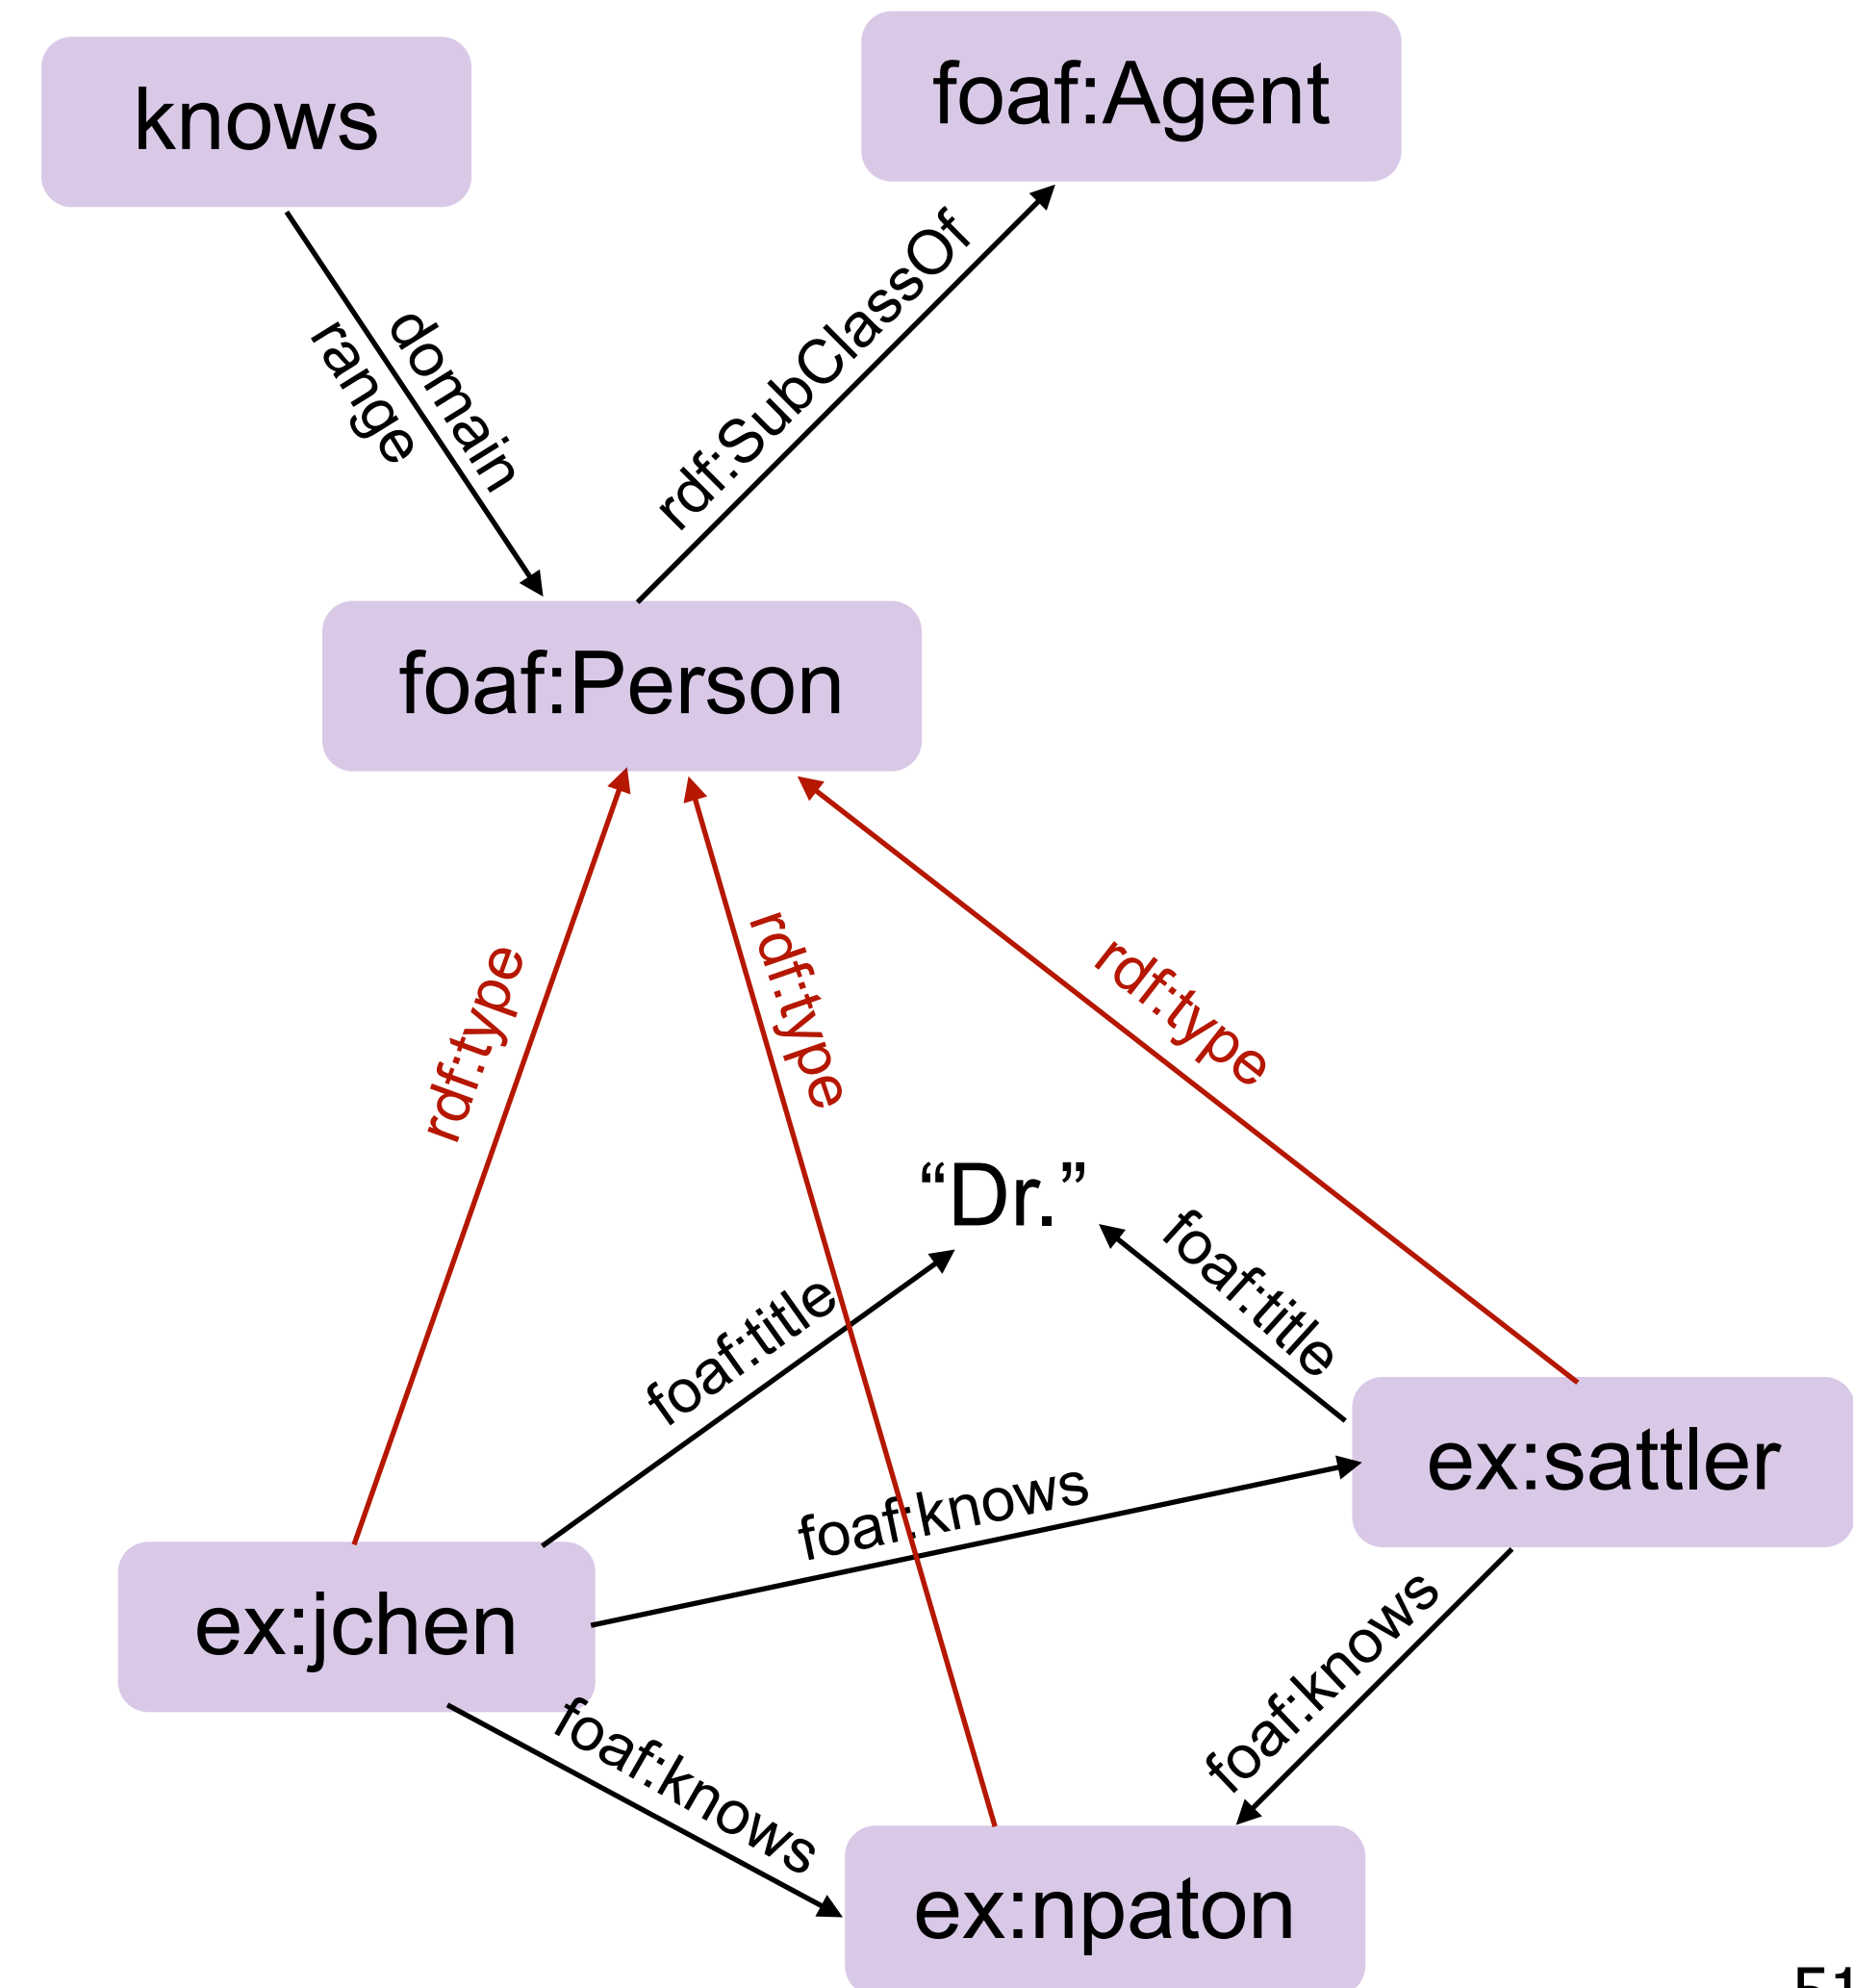 knows
foaf:Agent
range
domain
rdf:SubClassOf
foaf:Person
rdf:type
rdf:type
rdf:type
“Dr.”
foaf:title
foaf:title
ex:sattler
foaf:knows
ex:jchen
foaf:knows
foaf:knows
ex:npaton
51